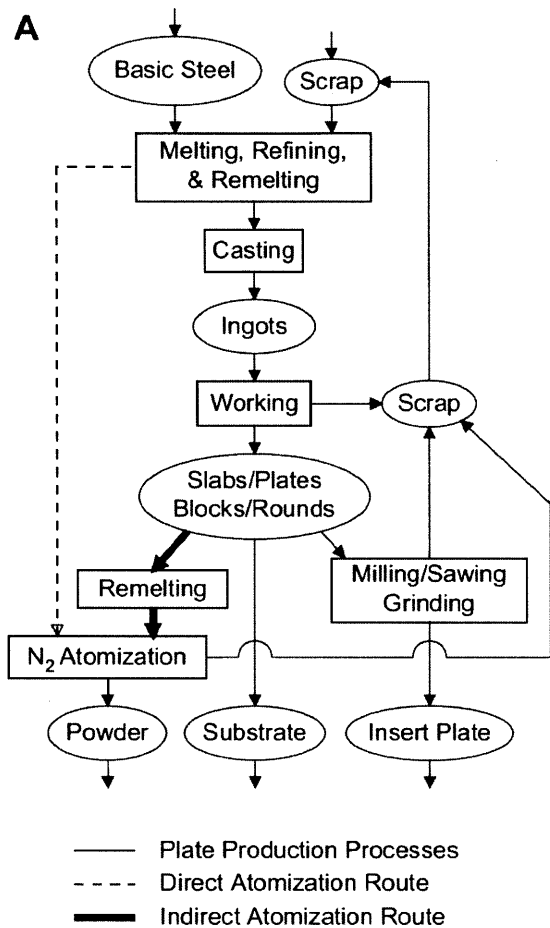 A
Basic Steel
Scrap
Melting, Refining,
& Remelting
Casting
Ingots
Working
Scrap
Slabs/Plates
Blocks/Rounds
Remelting
Milling/Sawing
Grinding
N₂ Atomization
Powder
Substrate
Insert Plate
Plate Production Processes
Direct Atomization Route
Indirect Atomization Route